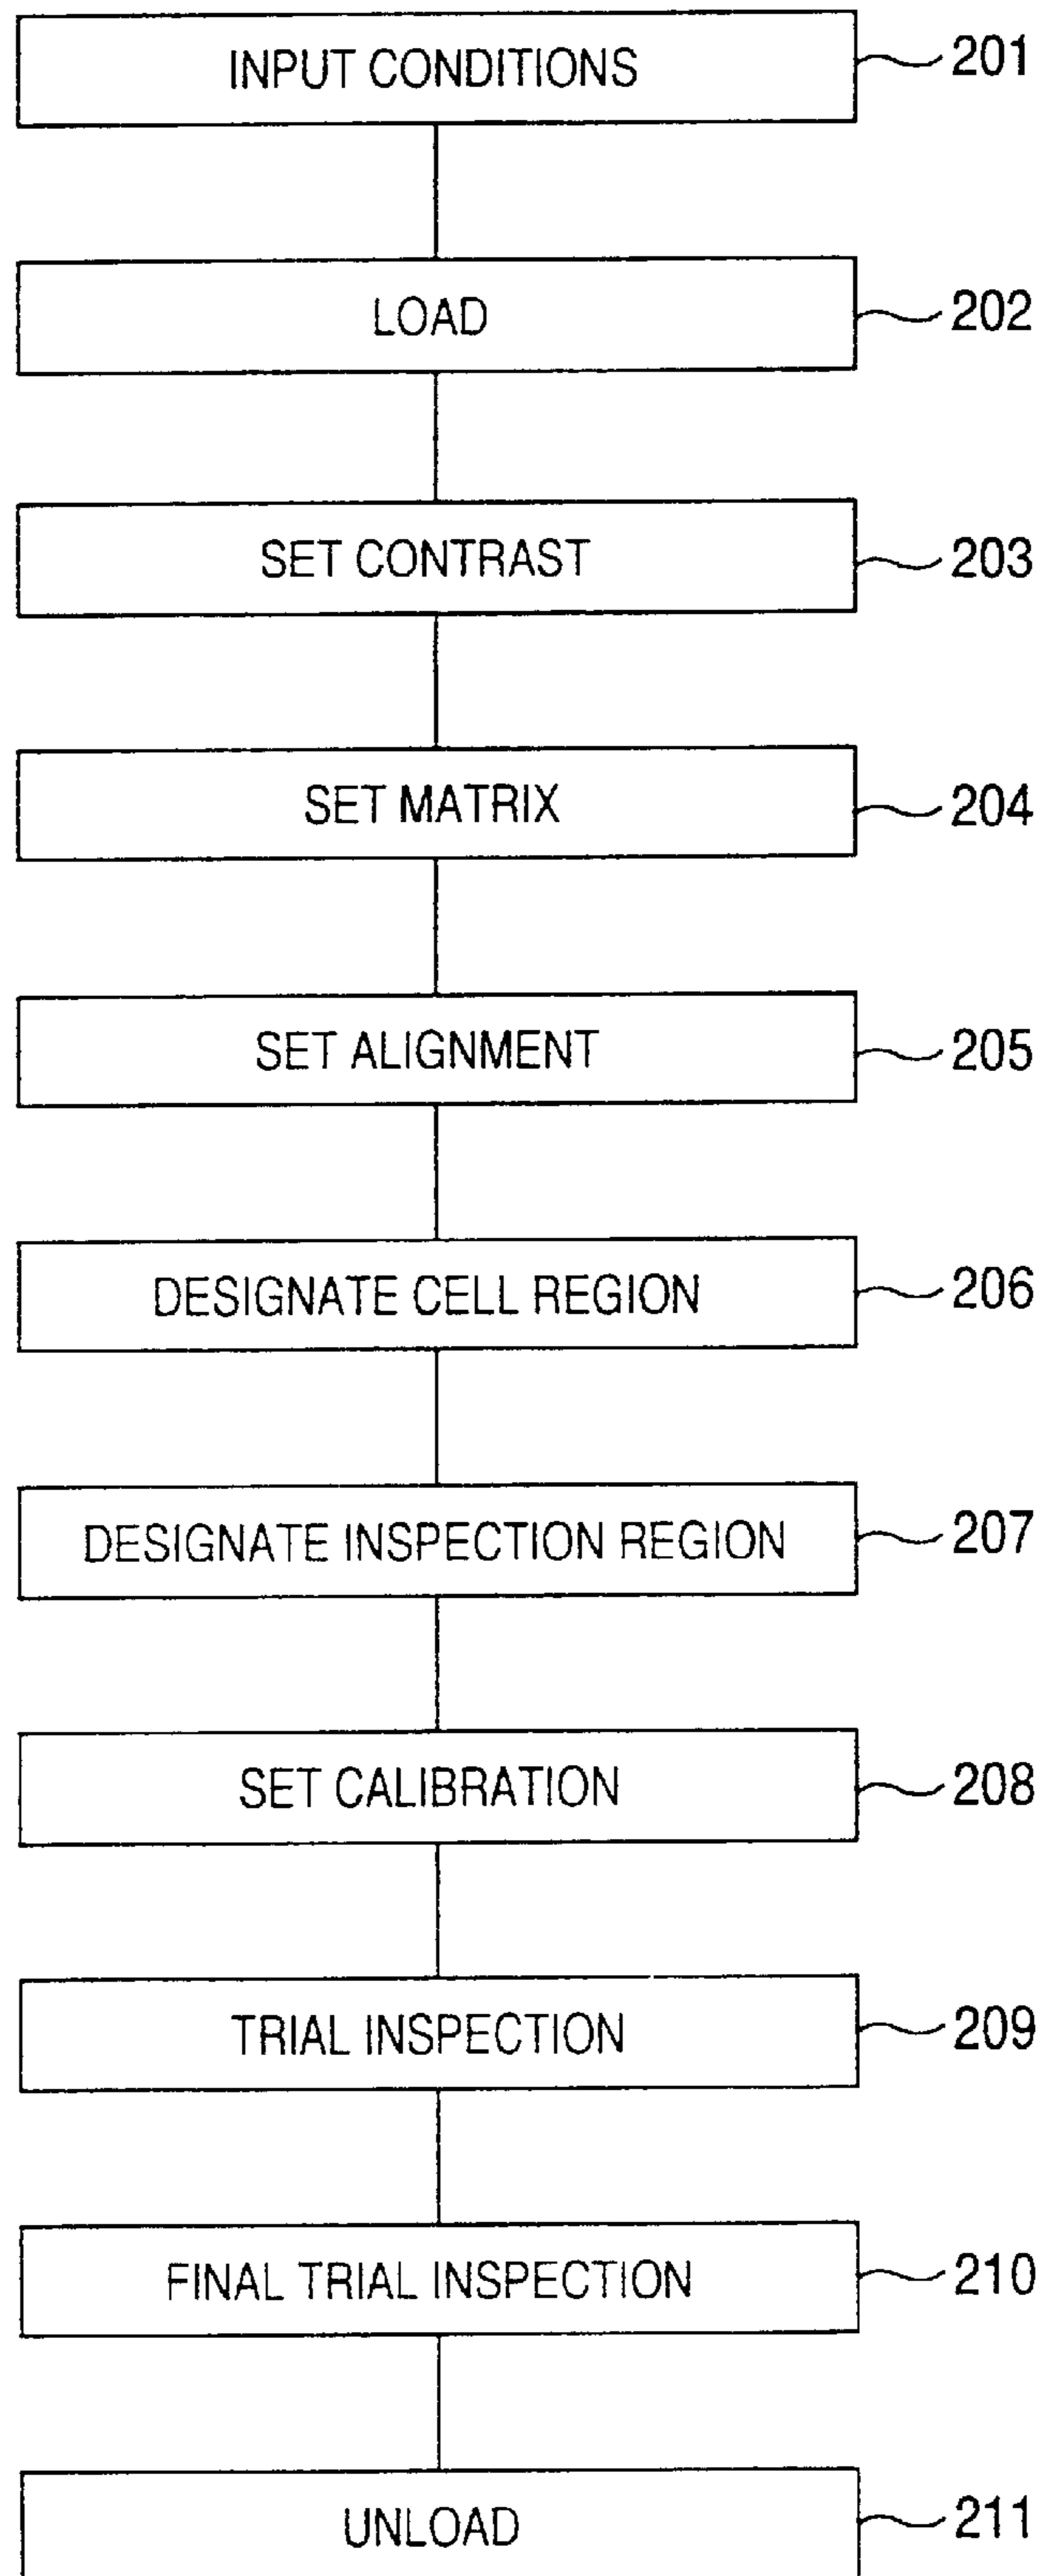 INPUT CONDITIONS 201
LOAD 202
SET CONTRAST 203
SET MATRIX 204
SET ALIGNMENT 205
DESIGNATE CELL REGION 206
DESIGNATE INSPECTION REGION 207
SET CALIBRATION 208
TRIAL INSPECTION 209
FINAL TRIAL INSPECTION 210
UNLOAD 211